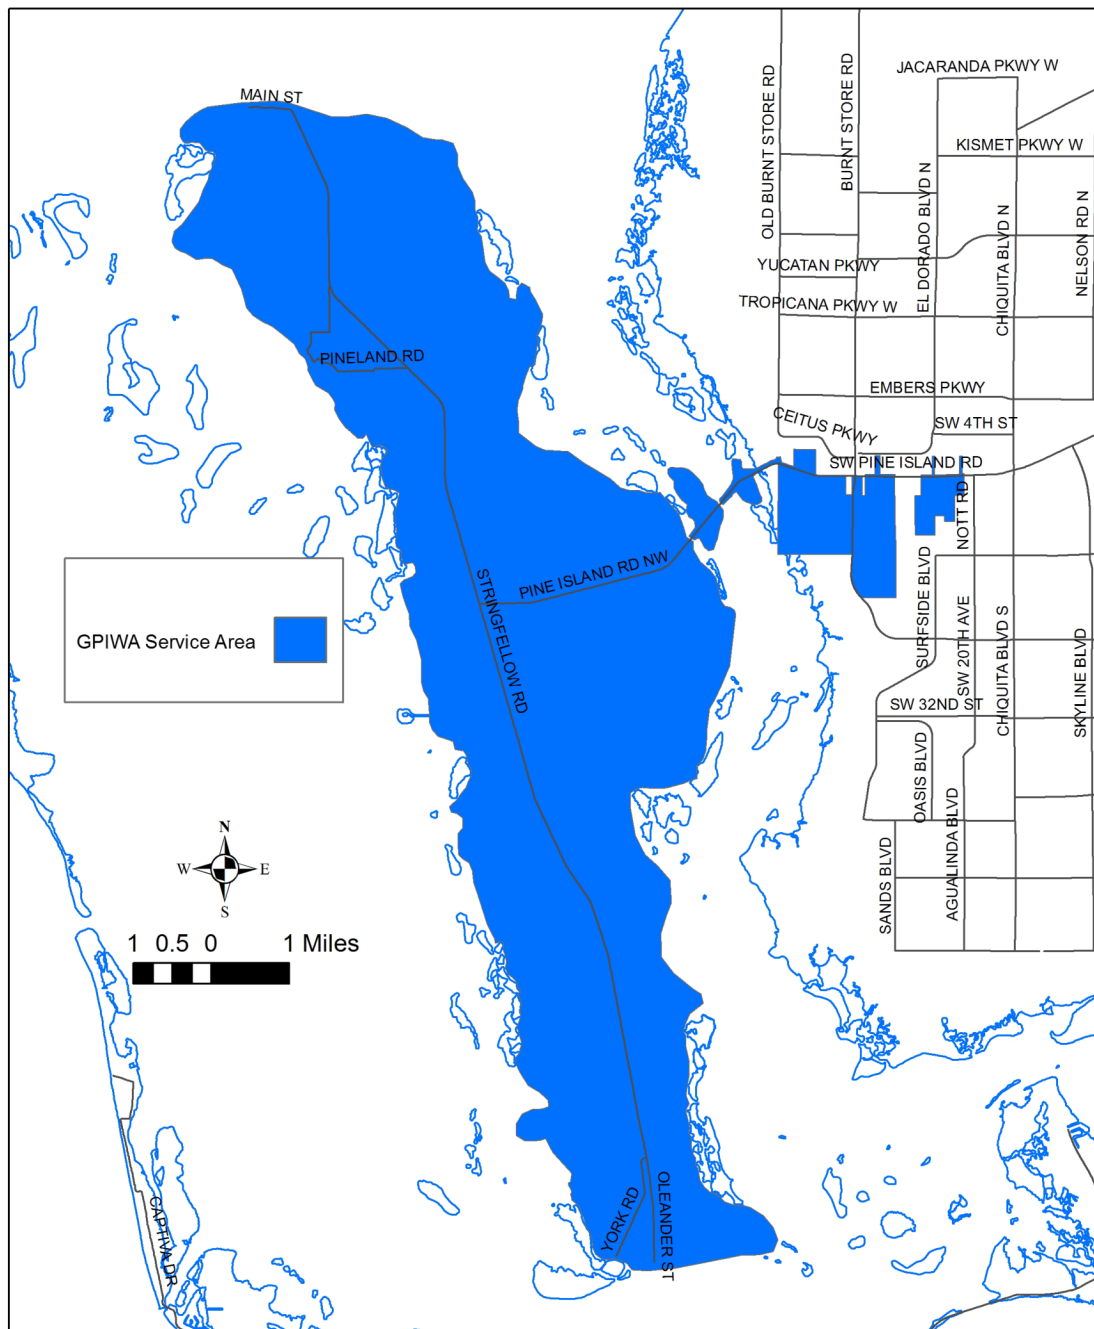 MAIN ST
JACARANDA PKWY W
OLD BURNT STORE RD
BURNT STORE RD
KISMET PKWY W
EL DORADO BLVD N
CHIQUITA BLVD N
NELSON RD N
YUCATAN PKWY
TROPICANA PKWY W
PINELAND RD
EMBERS PKWY
CEITUS PKWY
SW 4TH ST
SW PINE ISLAND RD
NOTT RD
PINE ISLAND RD NW
STRINGFELLOW RD
GPIWA Service Area
SURFSIDE BLVD
SW 20TH AVE
CHIQUITA BLVD S
SKYLINE BLVD
SW 32ND ST
OASIS BLVD
AGUALINDA BLVD
SANDS BLVD
N
W E
S
1 0.5 0 1 Miles
YORK RD
OLEANDER ST
CAPTIVA DR